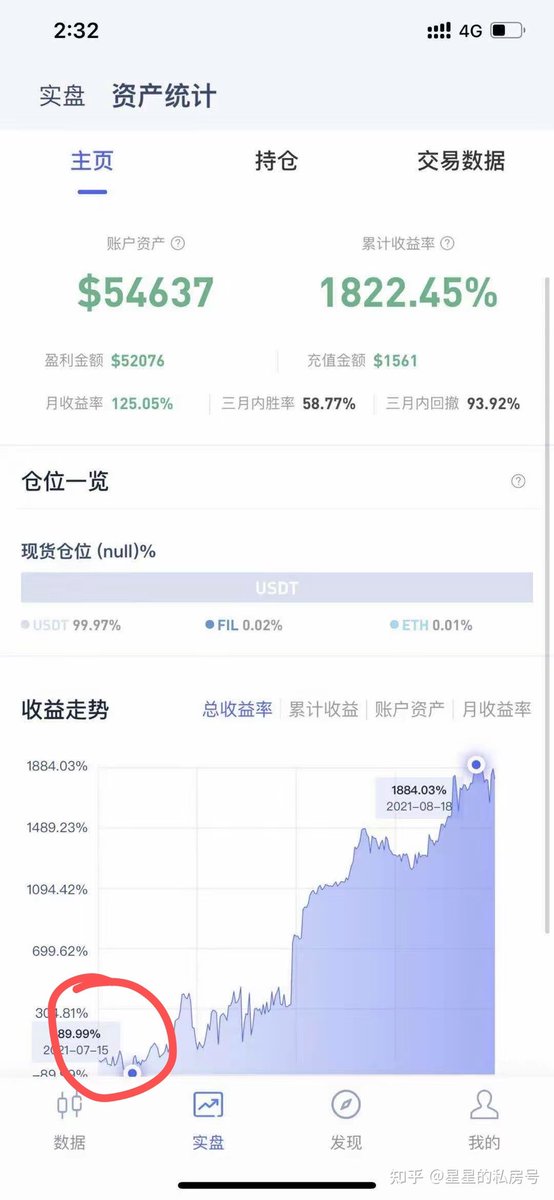 2:32 4G
实盘 资产统计
主页 持仓 交易数据
账户资产 ? 累计收益率 ?
$54637 1822.45%
盈利金额 $52076 充值金额 $1561
月收益率 125.05% 三月内胜率 58.77% 三月内回撤 93.92%
仓位一览 ?
现货仓位 (null)%
USDT
USDT 99.97% FIL 0.02% ETH 0.01%
收益走势 总收益率 累计收益 账户资产 月收益率
1884.03%
1884.03%
2021-08-18
1489.23%
1094.42%
699.62%
304.81%
89.99%
2021-07-15
-89.99%
数据 实盘 发现 我的
知乎 @星星的私房号